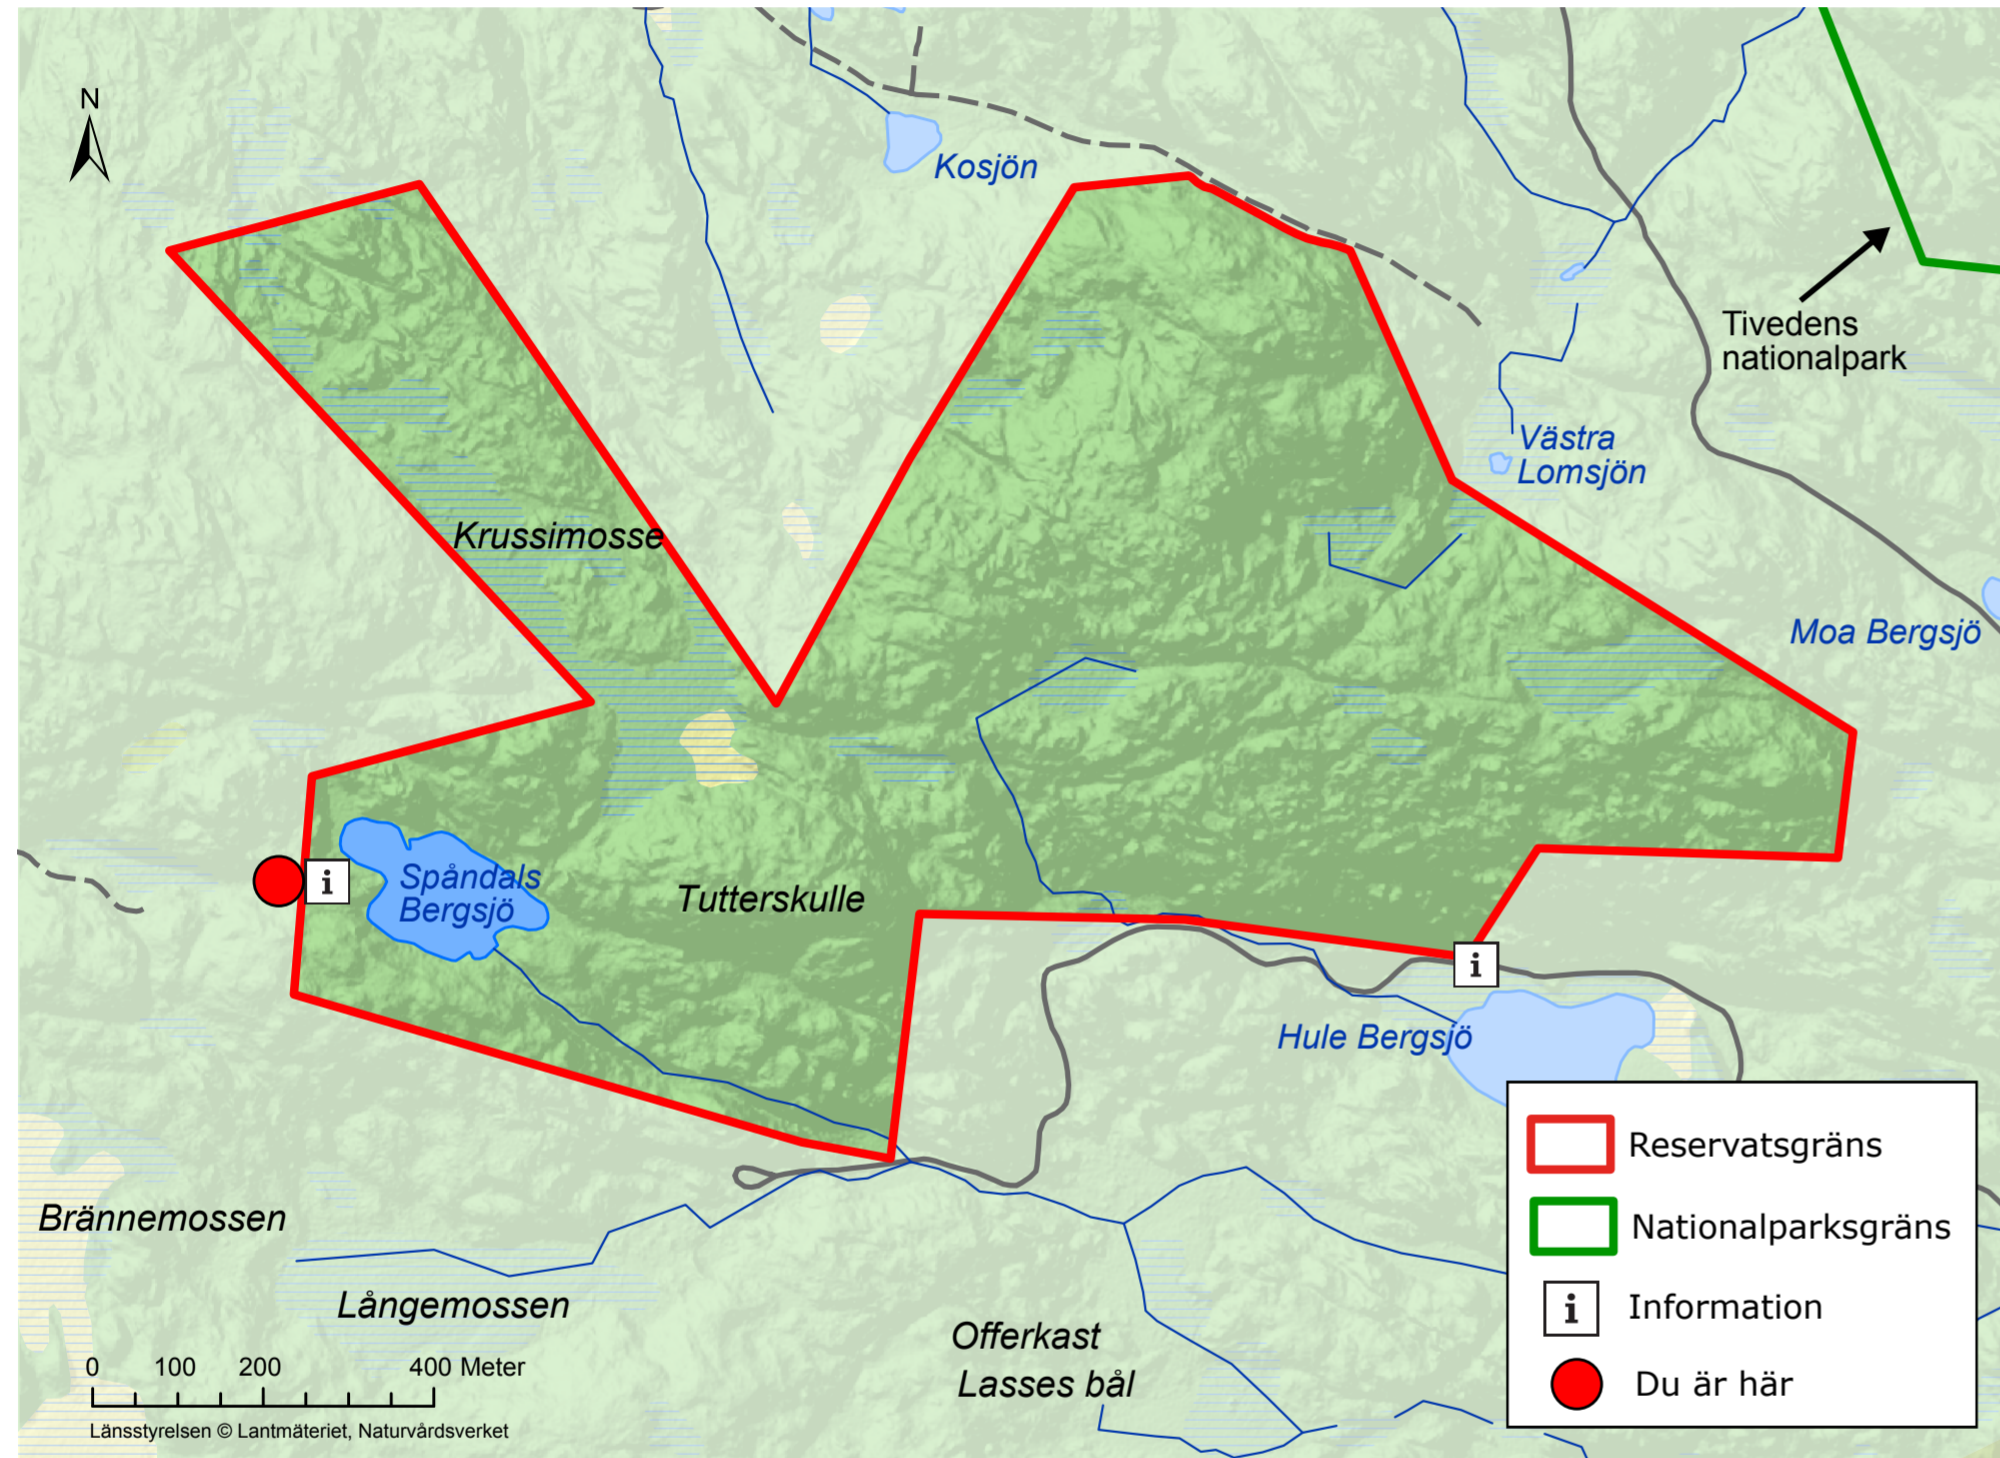 N
Kosjön
Tivedens
nationalpark
Västra
Lomsjön
Krussimosse
Moa Bergsjö
Spåndals
Bergsjö
Tutterskulle
i
i
Hule Bergsjö
Brännemossen
Långemossen
Offerkast
Lasses bål
0 100 200 400 Meter
Länsstyrelsen © Lantmäteriet, Naturvårdsverket
Reservatsgräns
Nationalparksgräns
i Information
Du är här